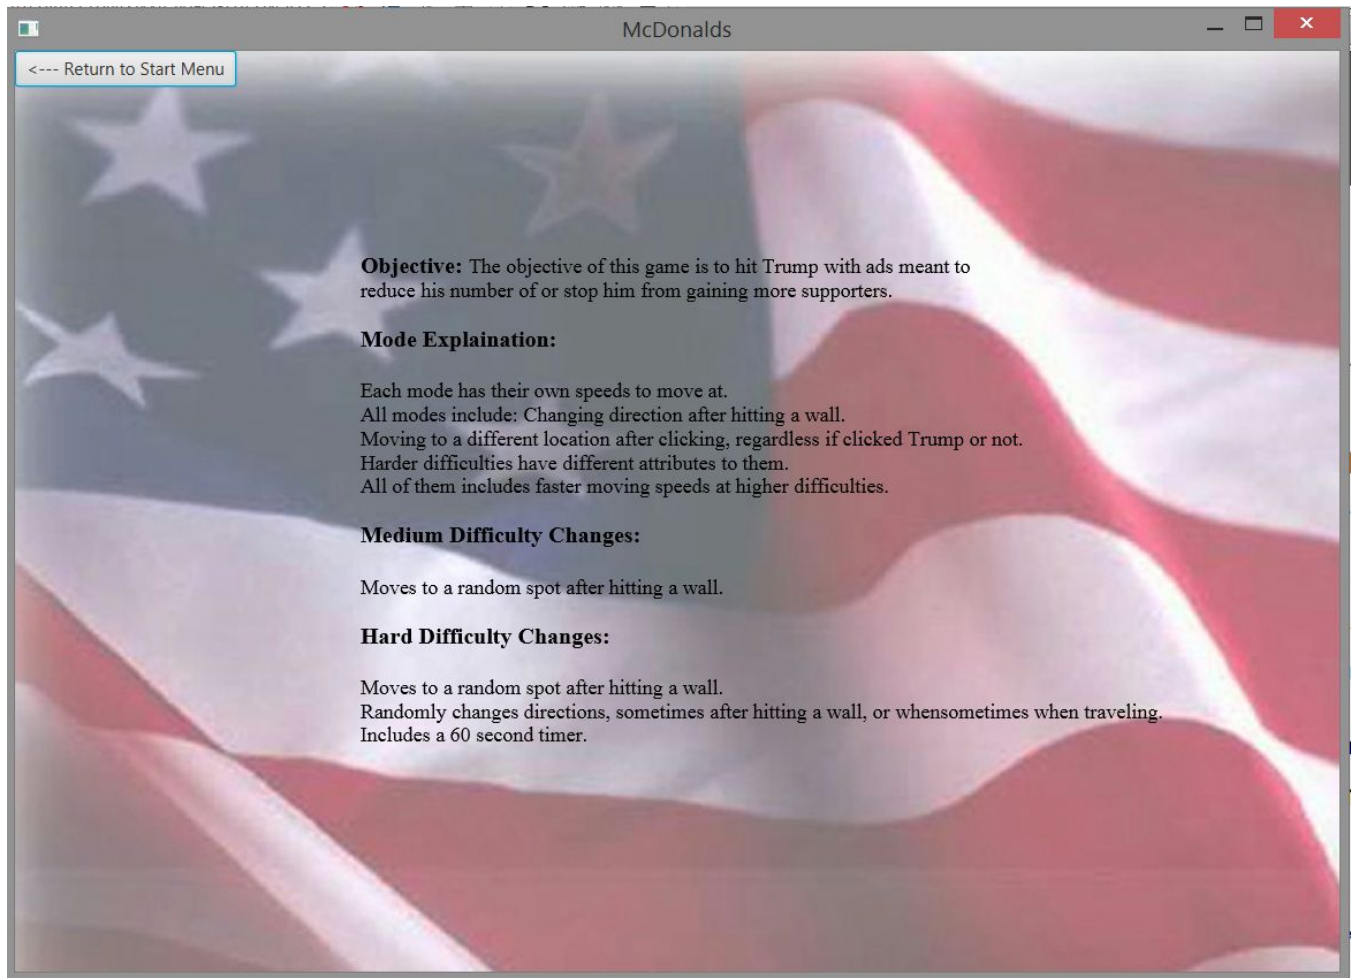 McDonalds
<--- Return to Start Menu
Objective: The objective of this game is to hit Trump with ads meant to
reduce his number of or stop him from gaining more supporters.
Mode Explaination:
Each mode has their own speeds to move at.
All modes include: Changing direction after hitting a wall.
Moving to a different location after clicking, regardless if clicked Trump or not.
Harder difficulties have different attributes to them.
All of them includes faster moving speeds at higher difficulties.
Medium Difficulty Changes:
Moves to a random spot after hitting a wall.
Hard Difficulty Changes:
Moves to a random spot after hitting a wall.
Randomly changes directions, sometimes after hitting a wall, or whensometimes when traveling.
Includes a 60 second timer.